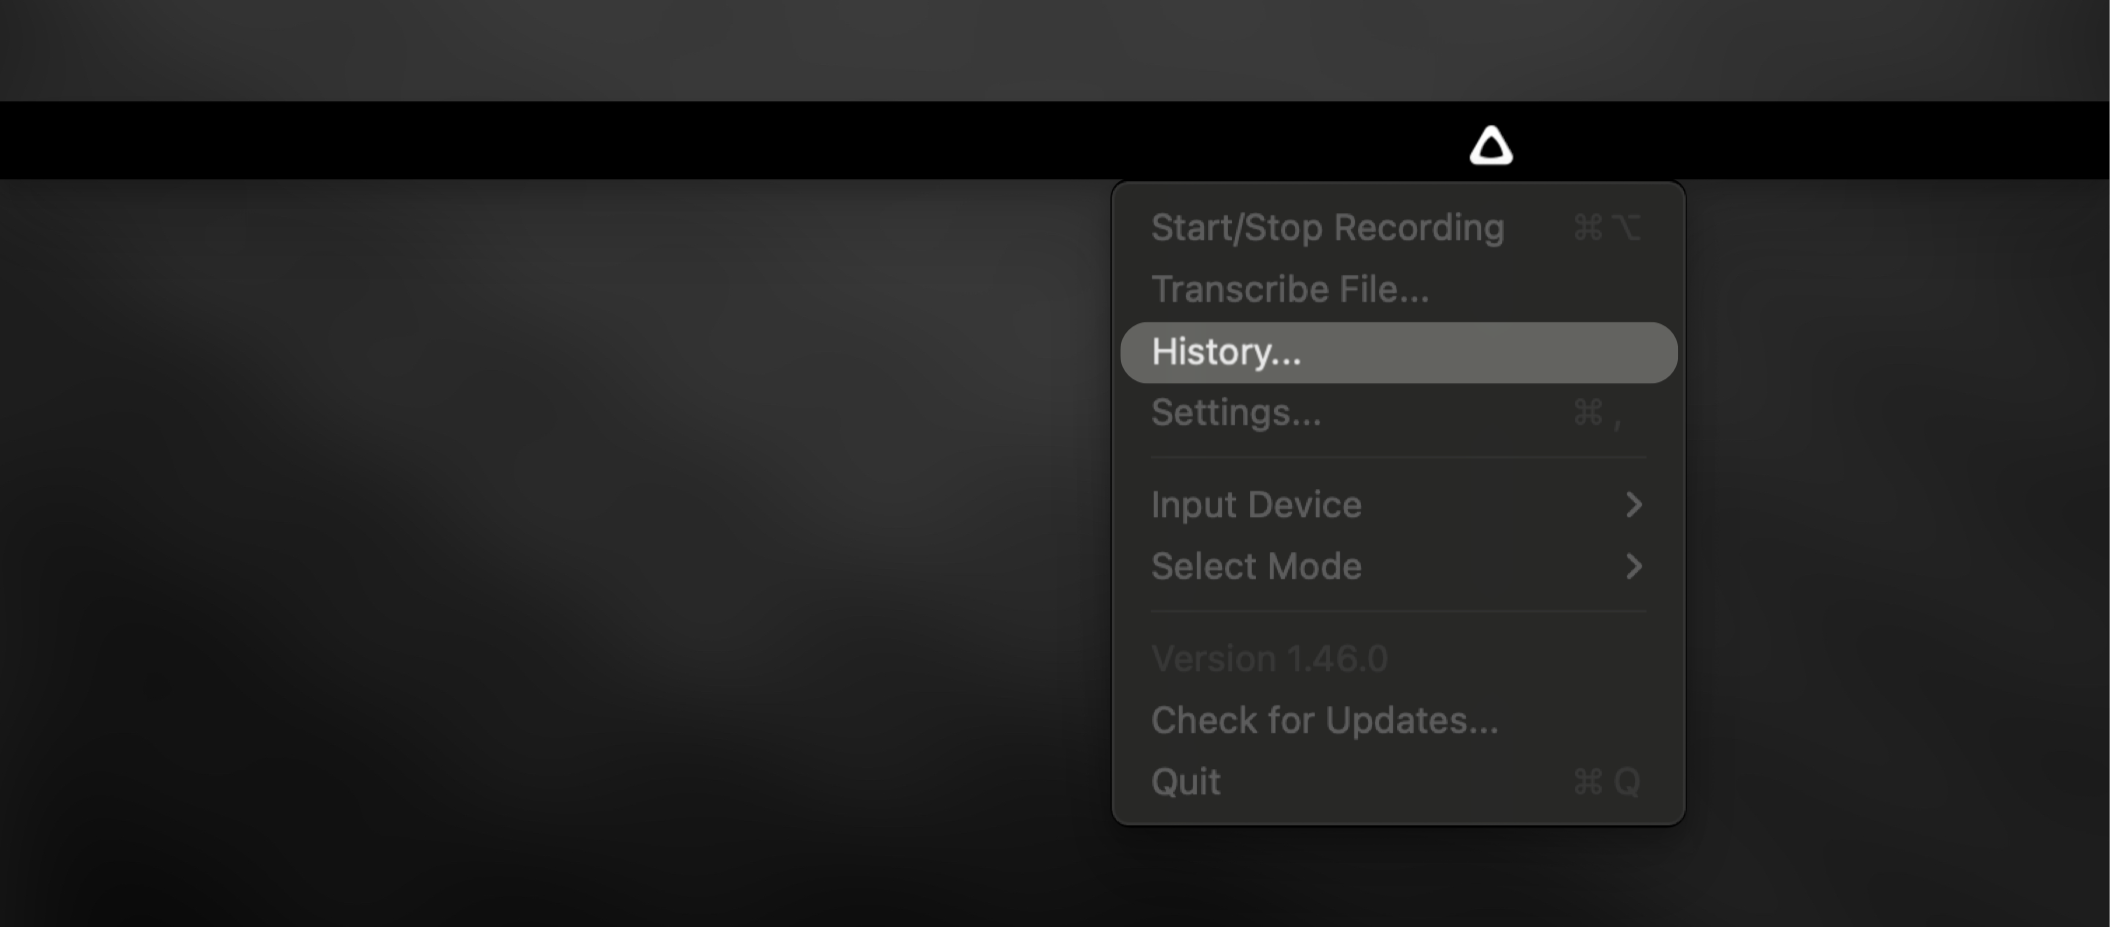 Start/Stop Recording ⌘⌥
Transcribe File...
History...
Settings... ⌘ ,
Input Device
Select Mode
Version 1.46.0
Check for Updates...
Quit ⌘ Q